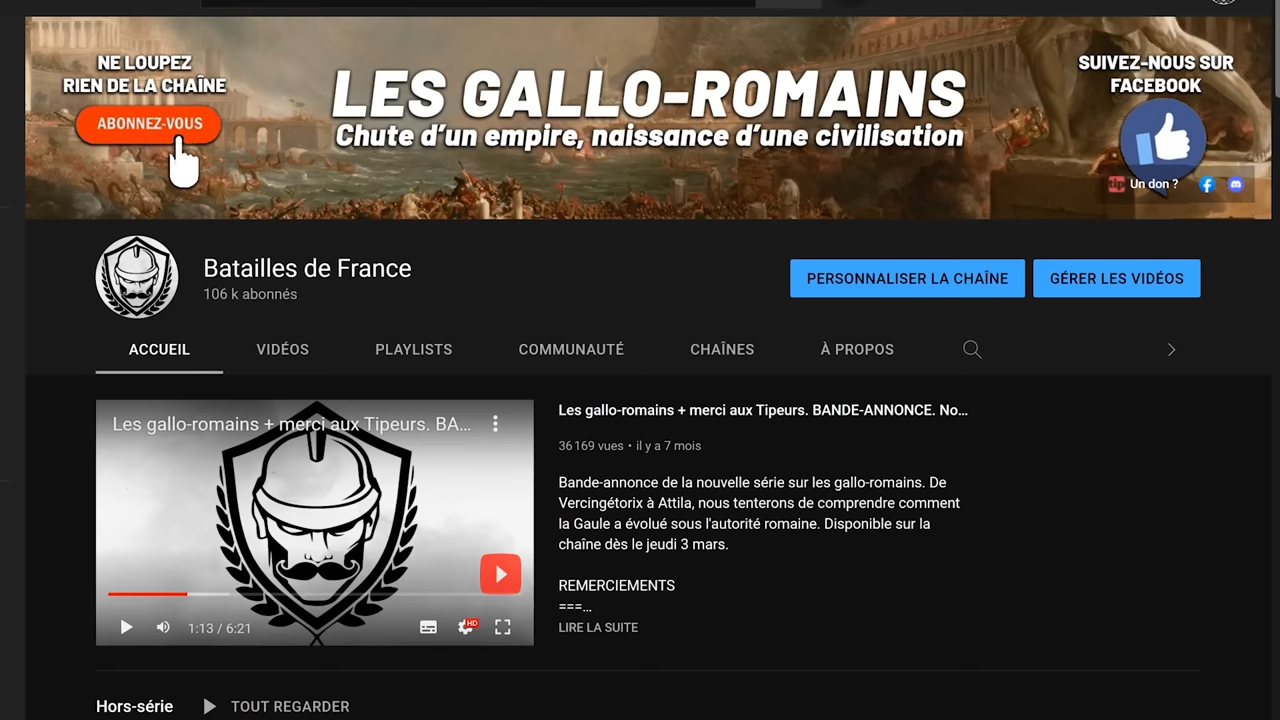 NE LOUPEZ
RIEN DE LA CHAÎNE
ABONNEZ-VOUS
LES GALLO-ROMAINS
Chute d'un empire, naissance d'une civilisation
SUIVEZ-NOUS SUR
FACEBOOK
tip Un don ?
Batailles de France
106 k abonnés
PERSONNALISER LA CHAÎNE
GÉRER LES VIDÉOS
ACCUEIL
VIDÉOS
PLAYLISTS
COMMUNAUTÉ
CHAÎNES
À PROPOS
Les gallo-romains + merci aux Tipeurs. BA...
HD
1:13 / 6:21
Les gallo-romains + merci aux Tipeurs. BANDE-ANNONCE. No...
36 169 vues • il y a 7 mois
Bande-annonce de la nouvelle série sur les gallo-romains. De
Vercingétorix à Attila, nous tenterons de comprendre comment
la Gaule a évolué sous l'autorité romaine. Disponible sur la
chaîne dès le jeudi 3 mars.
REMERCIEMENTS
===...
LIRE LA SUITE
Hors-série
TOUT REGARDER